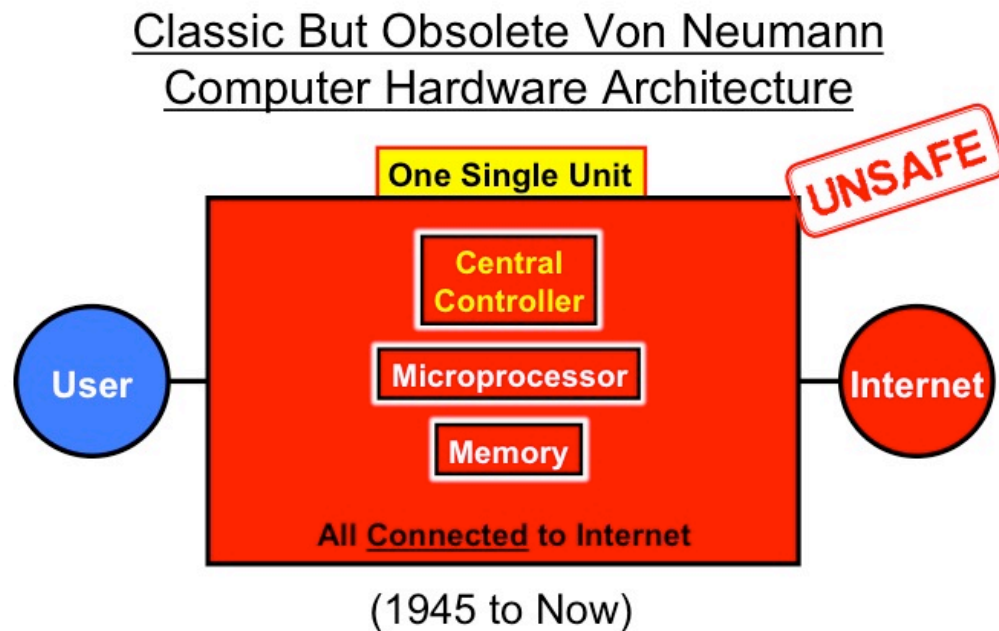 Classic But Obsolete Von Neumann
Computer Hardware Architecture
One Single Unit
UNSAFE
Central
Controller
User
Microprocessor
Internet
Memory
All Connected to Internet
(1945 to Now)